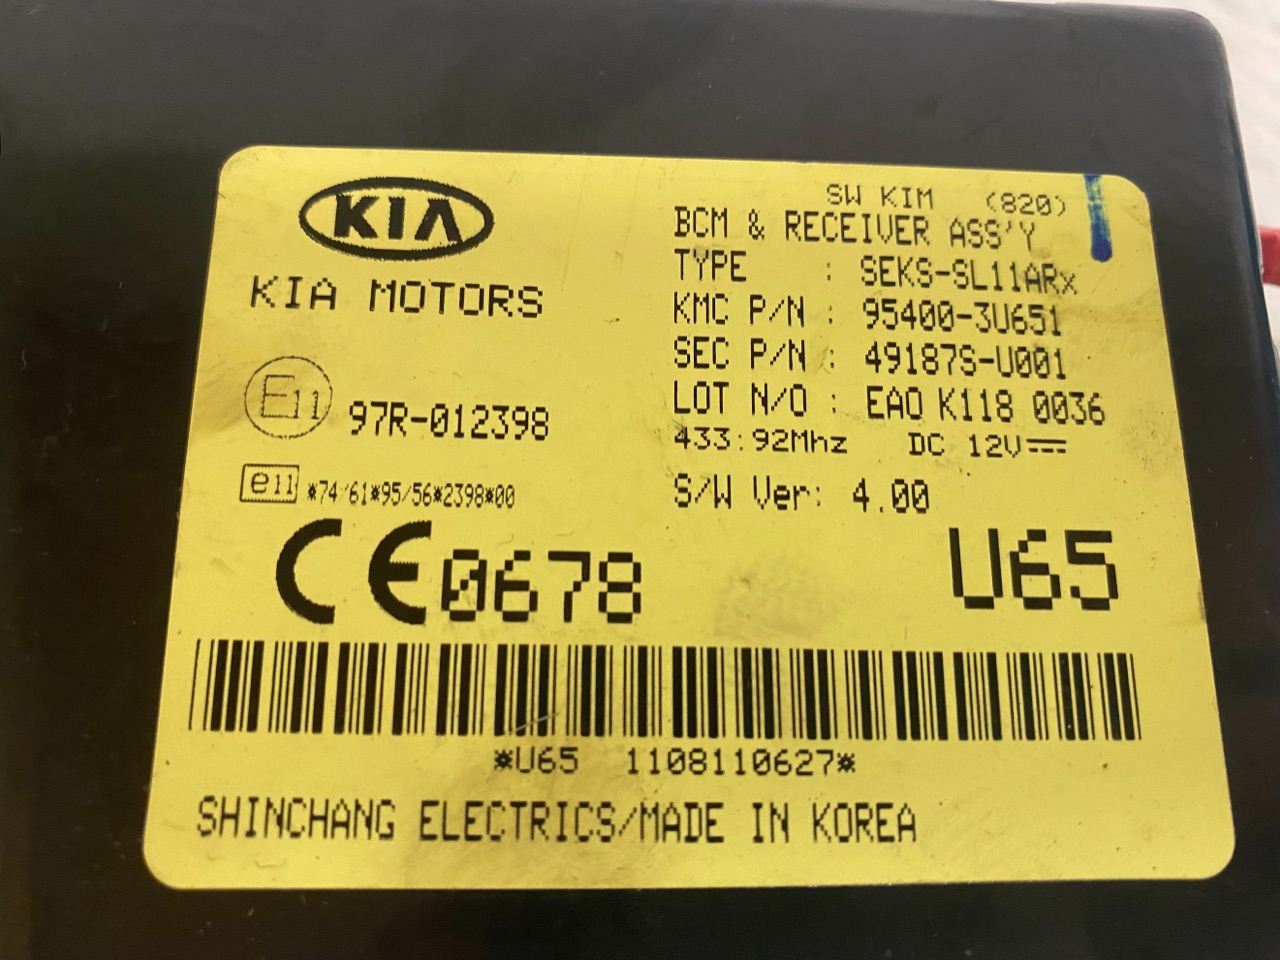 KIA
KIA MOTORS
E11 97R-012398
e11 *74/61*95/56*2398*00
CE0678
SW KIM (820)
BCM & RECEIVER ASS'Y
TYPE : SEKS-SL11ARx
KMC P/N : 95400-3U651
SEC P/N : 49187S-U001
LOT N/O : EAO K118 0036
433:92Mhz DC 12V
S/W Ver: 4.00
U65
*U65 1108110627*
SHINCHANG ELECTRICS/MADE IN KOREA